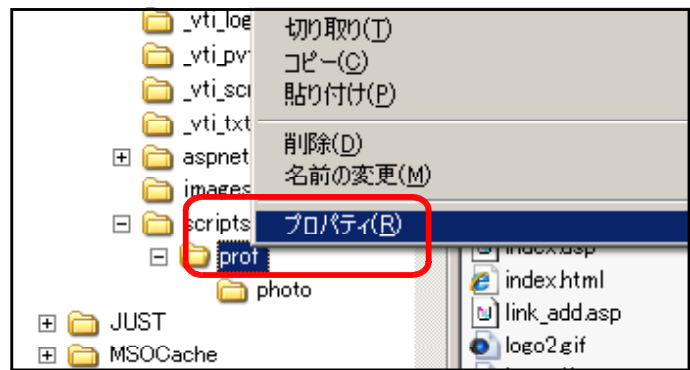 _vti_log
_vti_pv
_vti_scr
_vti_txt
aspnet
images
scripts
prof
photo
JUST
MSOCache
切り取り(T)
コピー(C)
貼り付け(P)
削除(D)
名前の変更(M)
プロパティ(R)
index.asp
index.html
link_add.asp
logo2.gif